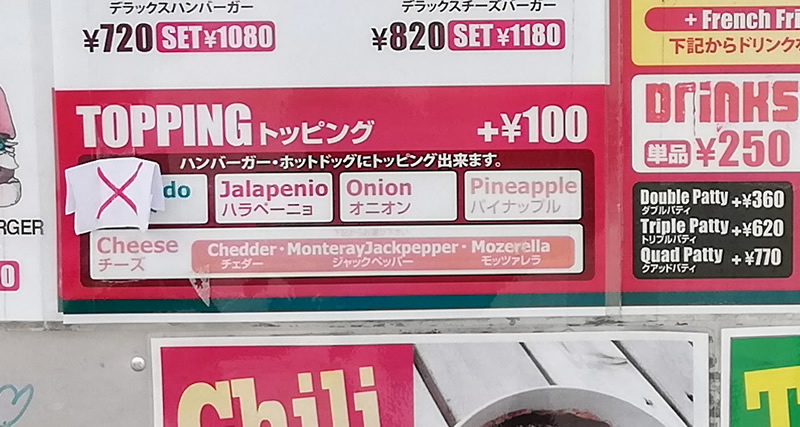 デラックスハンバーガー
¥720 SET¥1080
デラックスチーズバーガー
¥820 SET¥1180
TOPPING トッピング +¥100
ハンバーガー・ホットドッグにトッピング出来ます。
do
Jalapenio
ハラペーニョ
Onion
オニオン
Pineapple
パイナップル
Cheese
チーズ
Chedder・MonterayJackpepper・Mozerella
チェダー ジャックペッパー モッツァレラ
+ French Fri
下記からドリンクを
DRINKS
単品 ¥250
Double Patty +¥360
ダブルパティ
Triple Patty +¥620
トリプルパティ
Quad Patty +¥770
クアッドパティ
RGER
0
Chili
T